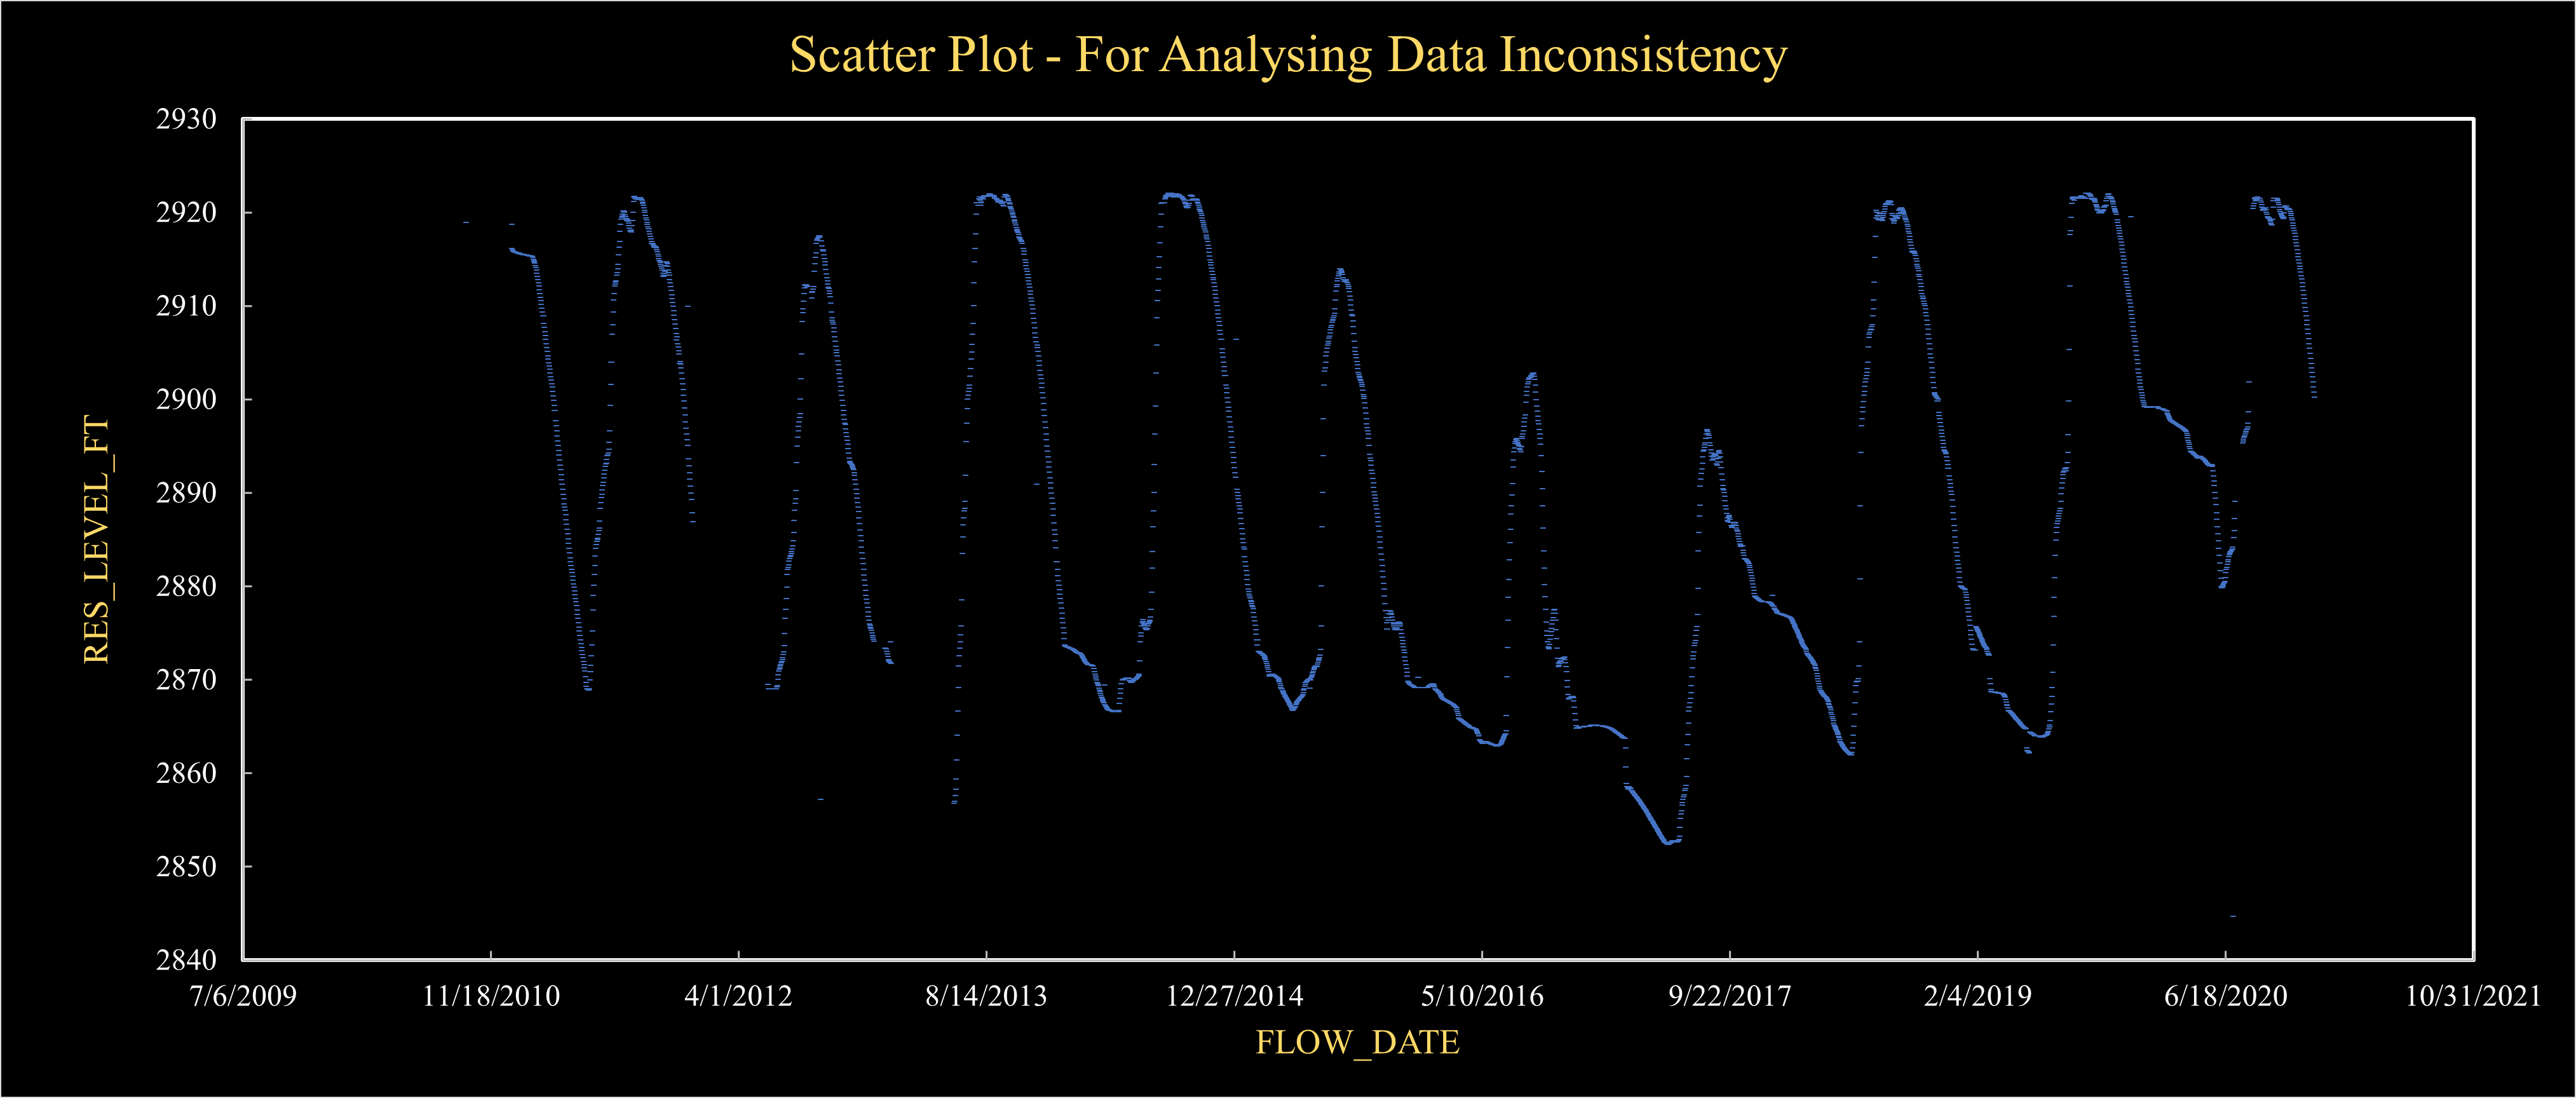 Scatter Plot - For Analysing Data Inconsistency
2930
2920
2910
2900
2890
2880
2870
2860
2850
2840
RES_LEVEL_FT
7/6/2009 11/18/2010 4/1/2012 8/14/2013 12/27/2014 5/10/2016 9/22/2017 2/4/2019 6/18/2020 10/31/2021
FLOW_DATE